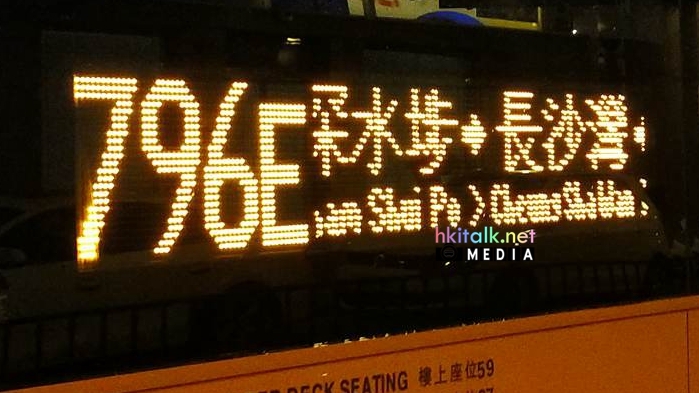 796E
深水埗→長沙灣
Sham Shui Po > Cheung Sha Wan >
hkitalk.net
MEDIA
DECK SEATING 樓上座位59